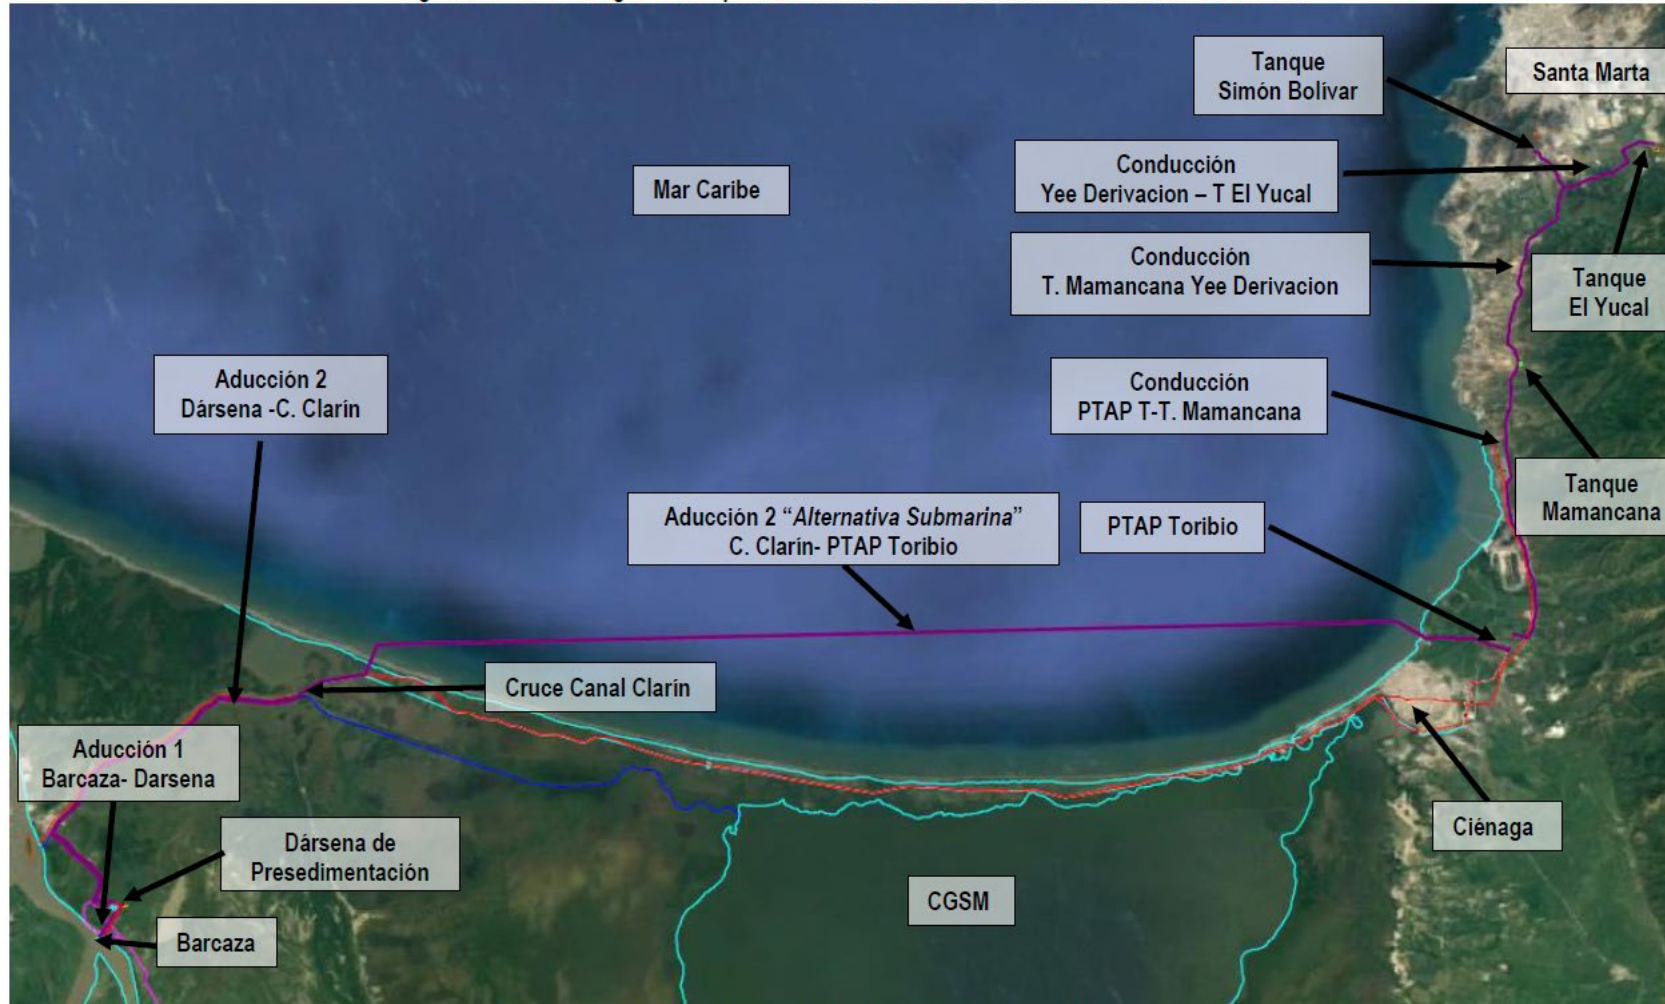 Tanque
Simón Bolívar
Santa Marta
Conducción
Yee Derivacion – T El Yucal
Mar Caribe
Conducción
T. Mamancana Yee Derivacion
Tanque
El Yucal
Aducción 2
Dársena -C. Clarín
Conducción
PTAP T-T. Mamancana
Tanque
Mamancana
Aducción 2 “Alternativa Submarina”
C. Clarín- PTAP Toribio
PTAP Toribio
Cruce Canal Clarín
Aducción 1
Barcaza- Darsena
Ciénaga
Dársena de
Presedimentación
CGSM
Barcaza